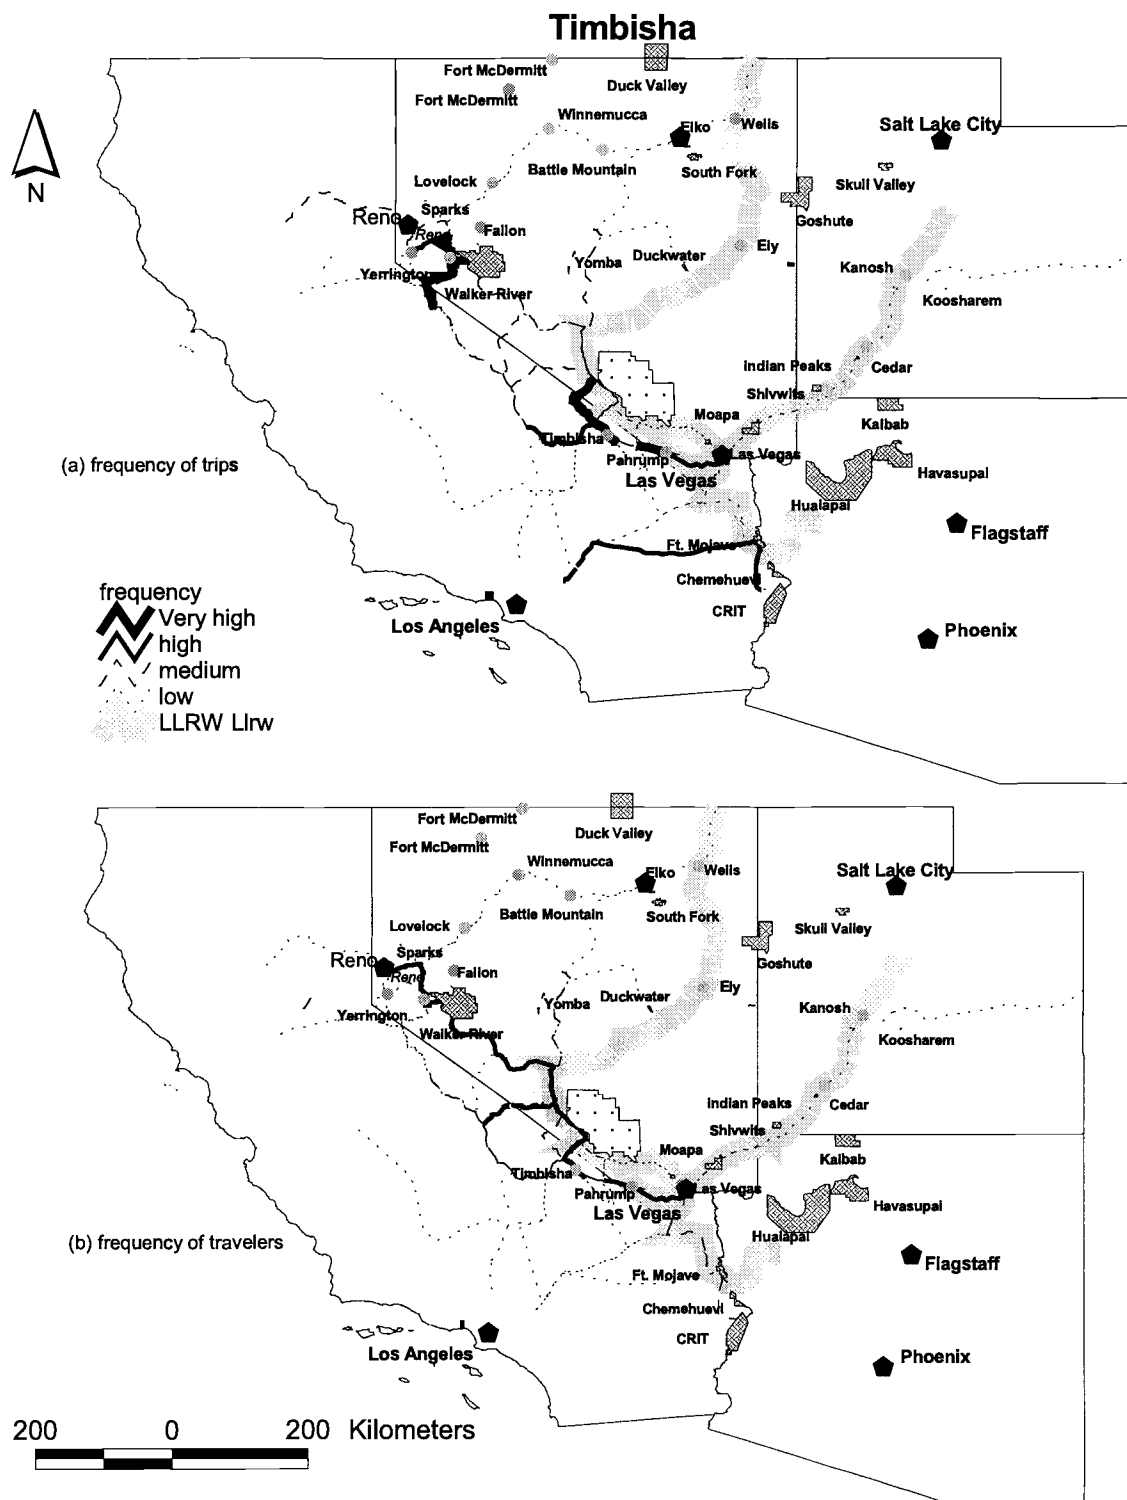 Timbisha
Fort McDermitt
Duck Valley
Fort McDermitt
Winnemucca
Elko
Wells
Salt Lake City
Battle Mountain
South Fork
Skull Valley
N
Lovelock
Sparks
Reno
Reno
Fallon
Goshute
Yomba
Duckwater
Ely
Kanosh
Yerrington
Walker River
Koosharem
Indian Peaks
Cedar
Shivwits
Moapa
Kaibab
Timbisha
Pahrump
Las Vegas
(a) frequency of trips
Las Vegas
Havasupai
Hualapai
Flagstaff
Ft. Mojave
Chemehuevi
frequency
Very high
high
medium
low
LLRW Llrw
CRIT
Los Angeles
Phoenix
Fort McDermitt
Duck Valley
Fort McDermitt
Winnemucca
Elko
Wells
Salt Lake City
Battle Mountain
South Fork
Skull Valley
Lovelock
Sparks
Reno
Reno
Fallon
Goshute
Yomba
Duckwater
Ely
Kanosh
Yerrington
Walker River
Koosharem
Indian Peaks
Cedar
Shivwits
Moapa
Kaibab
Timbisha
Pahrump
Las Vegas
Las Vegas
Havasupai
Hualapai
(b) frequency of travelers
Flagstaff
Ft. Mojave
Chemehuevi
CRIT
Los Angeles
Phoenix
200 0 200 Kilometers